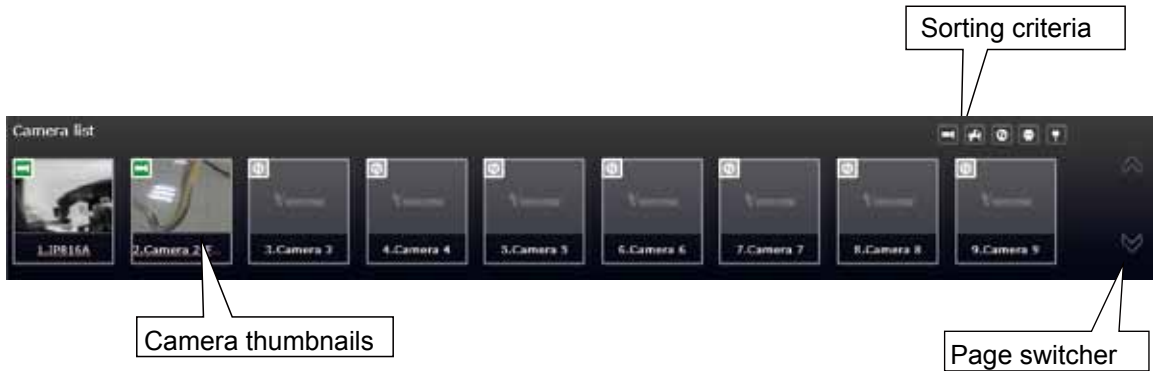 Sorting criteria
Camera list
1.IP816A
2.Camera 2
3.Camera 3
4.Camera 4
5.Camera 5
6.Camera 6
7.Camera 7
8.Camera 8
9.Camera 9
Camera thumbnails
Page switcher